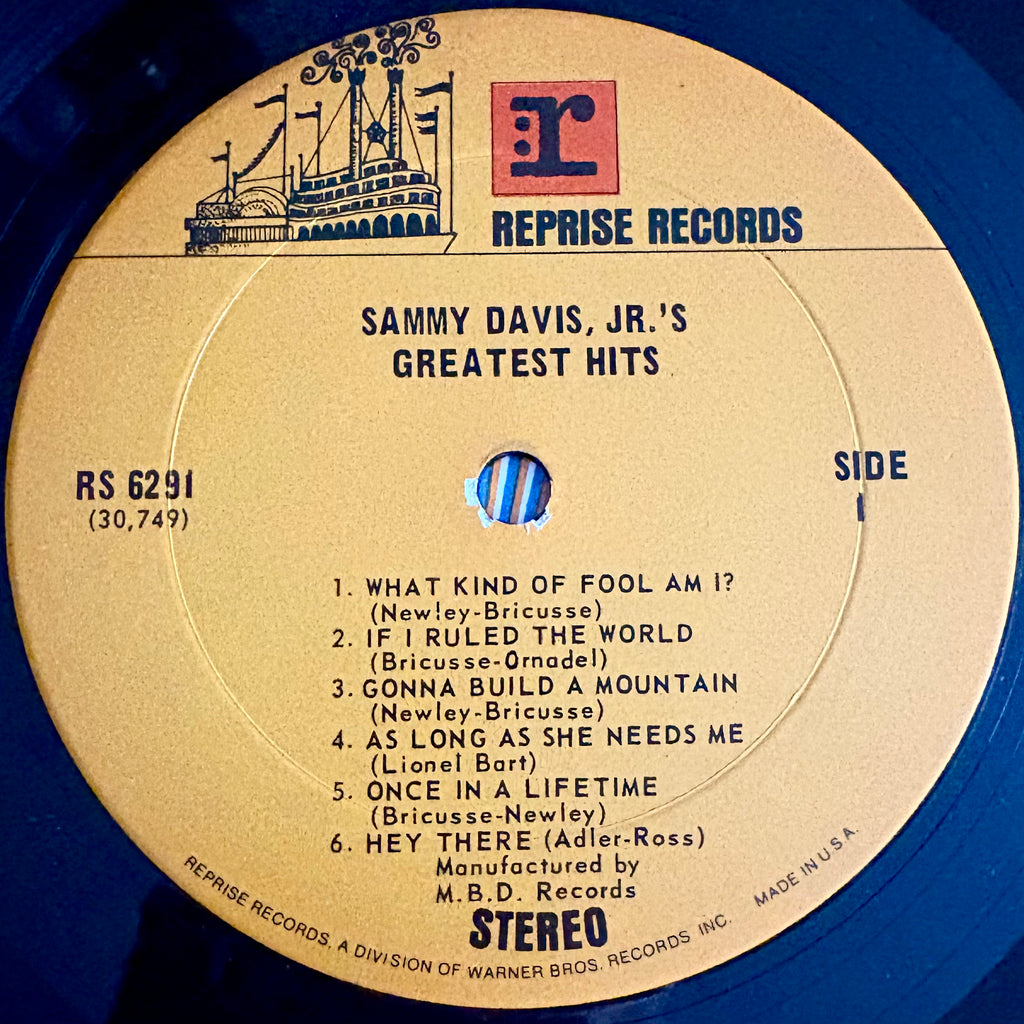 r
REPRISE RECORDS
SAMMY DAVIS, JR.'S
GREATEST HITS
RS 6291
(30,749)
SIDE
1
1. WHAT KIND OF FOOL AM I?
(Newley-Bricusse)
2. IF I RULED THE WORLD
(Bricusse-Ornadel)
3. GONNA BUILD A MOUNTAIN
(Newley-Bricusse)
4. AS LONG AS SHE NEEDS ME
(Lionel Bart)
5. ONCE IN A LIFETIME
(Bricusse-Newley)
6. HEY THERE (Adler-Ross)
Manufactured by
M.B.D. Records
STEREO
REPRISE RECORDS, A DIVISION OF WARNER BROS. RECORDS INC. MADE IN U.S.A.